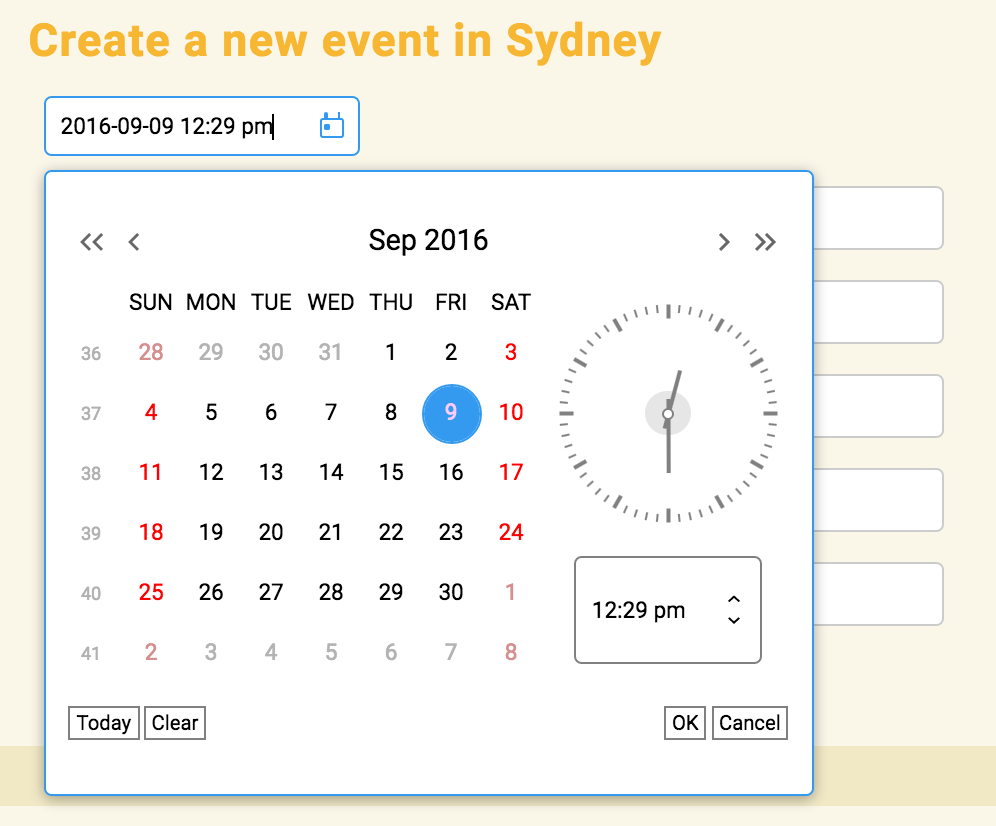 Create a new event in Sydney
2016-09-09 12:29 pm
Sep 2016
SUN MON TUE WED THU FRI SAT
36 28 29 30 31 1 2 3
37 4 5 6 7 8 9 10
38 11 12 13 14 15 16 17
39 18 19 20 21 22 23 24
40 25 26 27 28 29 30 1
41 2 3 4 5 6 7 8
12:29 pm
Today Clear OK Cancel